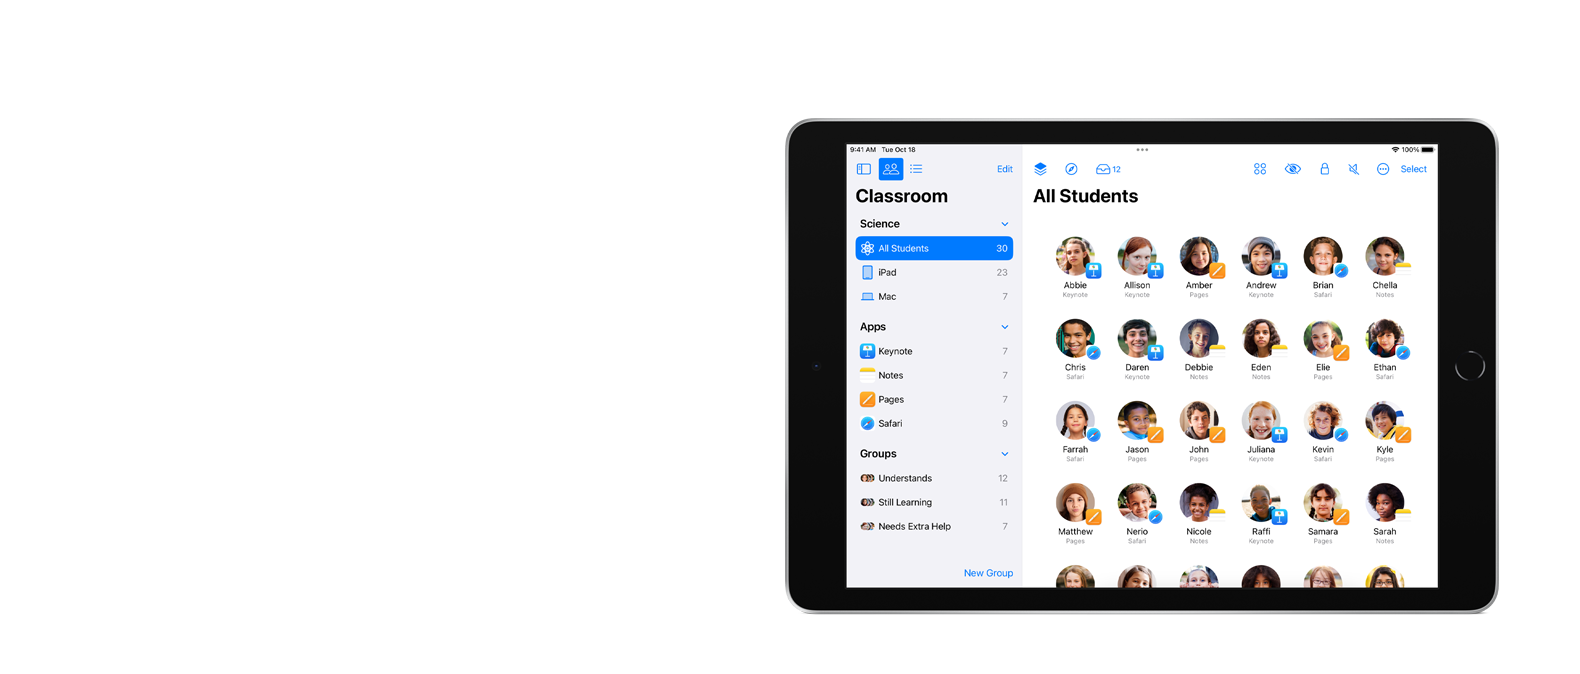 9:41 AM Tue Oct 18
100%
Edit
12
Select
Classroom
All Students
Science
All Students 30
iPad 23
Mac 7
Apps
Keynote 7
Notes 7
Pages 7
Safari 9
Groups
Understands 12
Still Learning 11
Needs Extra Help 7
New Group
Abbie Allison Amber Andrew Brian Chella
Keynote Keynote Pages Keynote Safari Notes
Chris Daren Debbie Eden Elie Ethan
Safari Keynote Notes Notes Pages Safari
Farrah Jason John Juliana Kevin Kyle
Safari Pages Pages Keynote Safari Pages
Matthew Nerio Nicole Raffi Samara Sarah
Pages Safari Notes Keynote Pages Notes